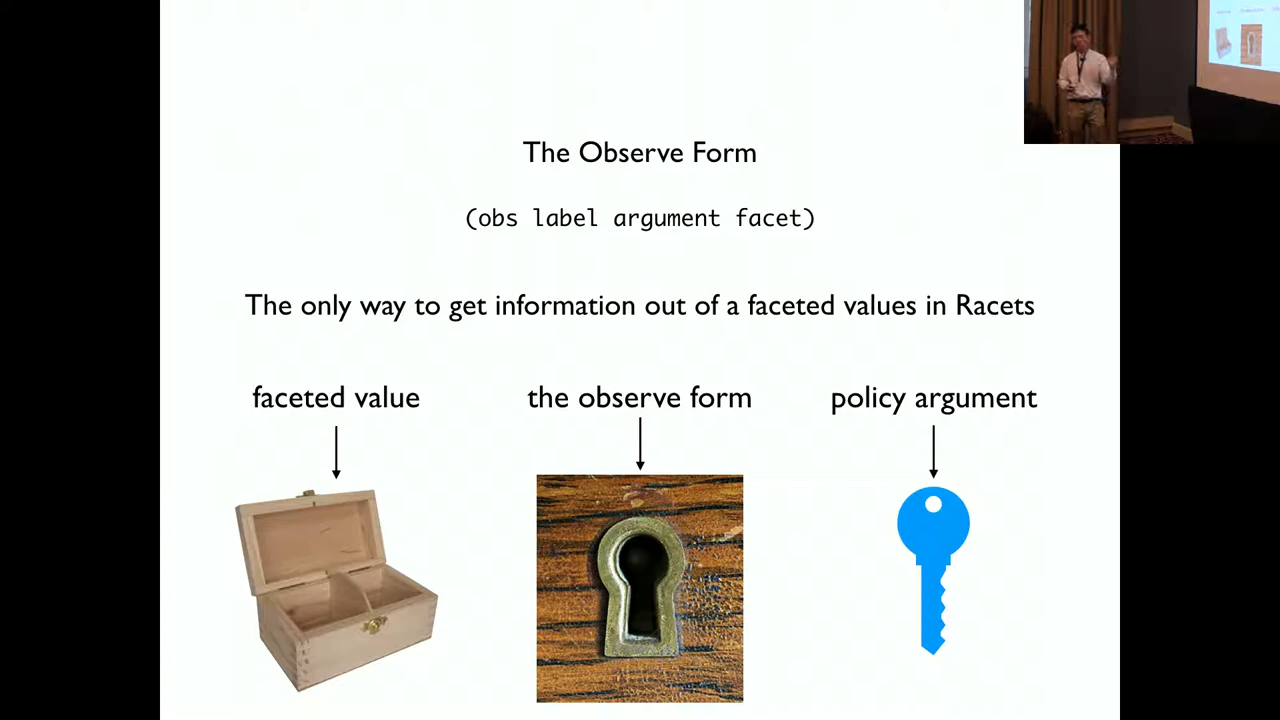 The Observe Form
(obs label argument facet)
The only way to get information out of a faceted values in Racets
faceted value
the observe form
policy argument